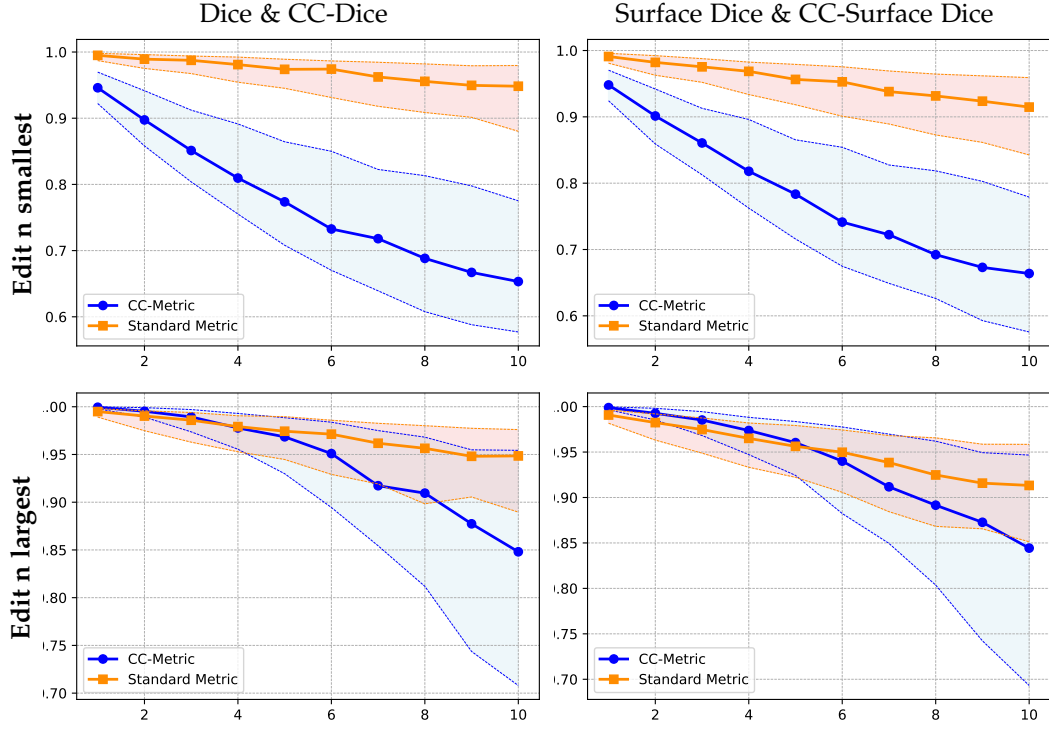 Dice & CC-Dice
Surface Dice & CC-Surface Dice
Edit n smallest
1.0
0.9
0.8
0.7
0.6
CC-Metric
Standard Metric
2 4 6 8 10
1.0
0.9
0.8
0.7
0.6
CC-Metric
Standard Metric
2 4 6 8 10
Edit n largest
.00
.95
.90
.85
.80
.75
.70
CC-Metric
Standard Metric
2 4 6 8 10
.00
.95
.90
.85
.80
.75
.70
CC-Metric
Standard Metric
2 4 6 8 10